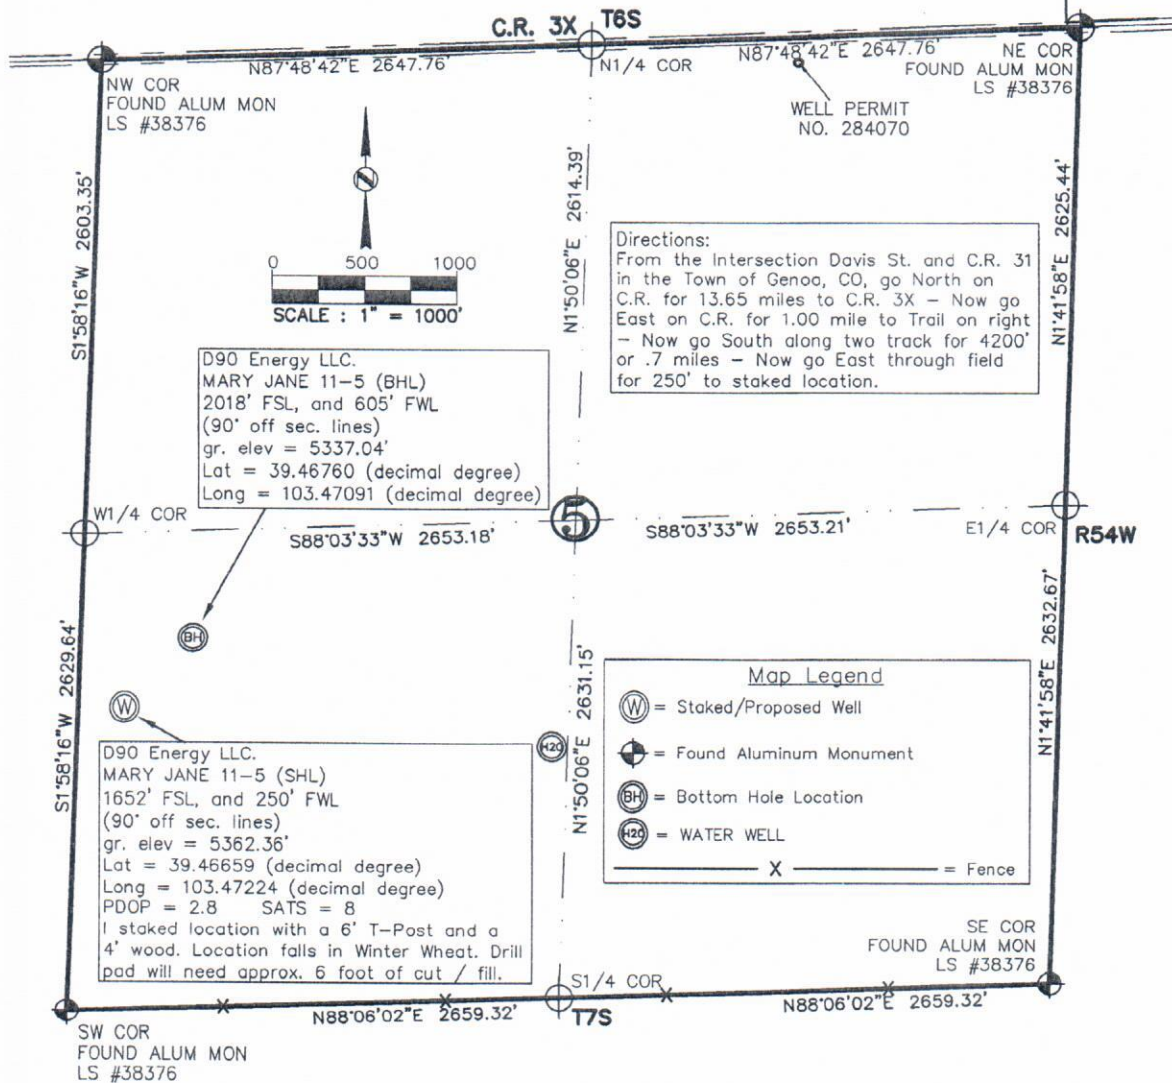 C.R. 3X
T6S
N87°48'42"E 2647.76'
N87°48'42"E 2647.76'
NW COR
FOUND ALUM MON
LS #38376
N1/4 COR
NE COR
FOUND ALUM MON
LS #38376
WELL PERMIT
NO. 284070
N
0 500 1000
SCALE : 1" = 1000'
S1°58'16"W 2603.35'
N1°50'06"E 2614.39'
N1°41'58"E 2625.44'
Directions:
From the Intersection Davis St. and C.R. 31
in the Town of Genoa, CO, go North on
C.R. for 13.65 miles to C.R. 3X – Now go
East on C.R. for 1.00 mile to Trail on right
– Now go South along two track for 4200'
or .7 miles – Now go East through field
for 250' to staked location.
D90 Energy LLC.
MARY JANE 11–5 (BHL)
2018' FSL, and 605' FWL
(90° off sec. lines)
gr. elev = 5337.04'
Lat = 39.46760 (decimal degree)
Long = 103.47091 (decimal degree)
W1/4 COR
S88°03'33"W 2653.18'
5
S88°03'33"W 2653.21'
E1/4 COR
R54W
BH
W
S1°58'16"W 2629.64'
N1°50'06"E 2631.15'
N1°41'58"E 2632.67'
H2O
D90 Energy LLC.
MARY JANE 11–5 (SHL)
1652' FSL, and 250' FWL
(90° off sec. lines)
gr. elev = 5362.36'
Lat = 39.46659 (decimal degree)
Long = 103.47224 (decimal degree)
PDOP = 2.8 SATS = 8
I staked location with a 6' T–Post and a
4' wood. Location falls in Winter Wheat. Drill
pad will need approx. 6 foot of cut / fill.
Map Legend
W = Staked/Proposed Well
= Found Aluminum Monument
BH = Bottom Hole Location
H2O = WATER WELL
X = Fence
SE COR
FOUND ALUM MON
LS #38376
S1/4 COR
N88°06'02"E 2659.32'
T7S
N88°06'02"E 2659.32'
SW COR
FOUND ALUM MON
LS #38376